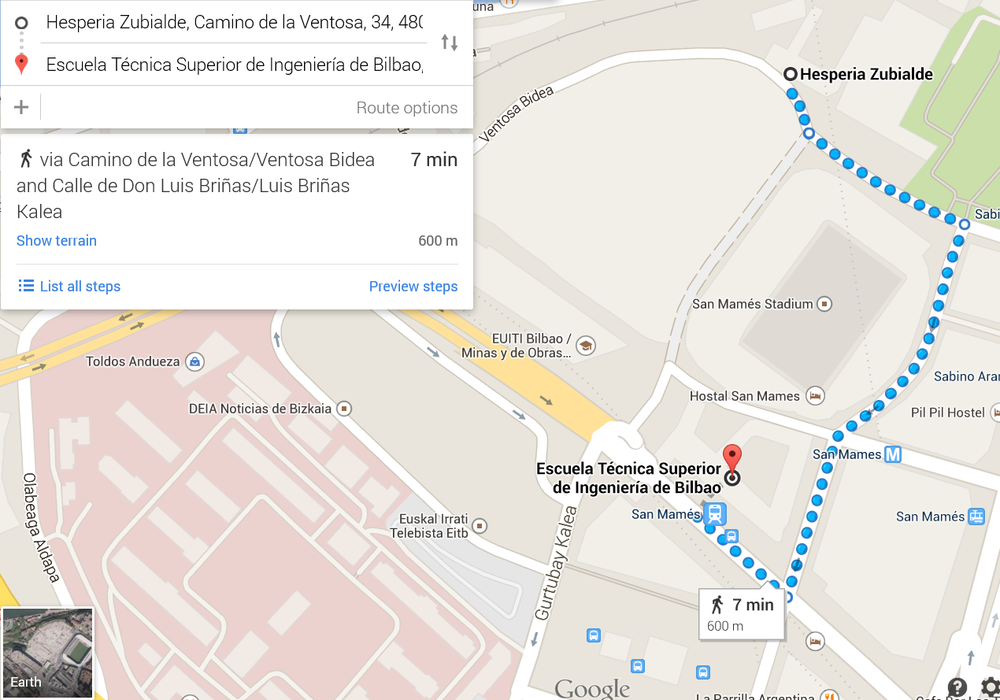 Hesperia Zubialde, Camino de la Ventosa, 34, 480
Escuela Técnica Superior de Ingeniería de Bilbao,
Route options
via Camino de la Ventosa/Ventosa Bidea
7 min
and Calle de Don Luis Briñas/Luis Briñas
Kalea
Show terrain
600 m
List all steps
Preview steps
una
Hesperia Zubialde
Ventosa Bidea
Sabi
San Mamés Stadium
EUITI Bilbao /
Minas y de Obras...
Toldos Andueza
DEIA Noticias de Bizkaia
Hostal San Mames
Sabino Aran
Pil Pil Hostel
San Mames
M
Escuela Técnica Superior
de Ingeniería de Bilbao
San Mamés
San Mamés
Euskal Irrati
Telebista Eitb
Olabeaga Aldapa
Gurtubay Kalea
7 min
600 m
Earth
Google
La Parrilla Argentina
?